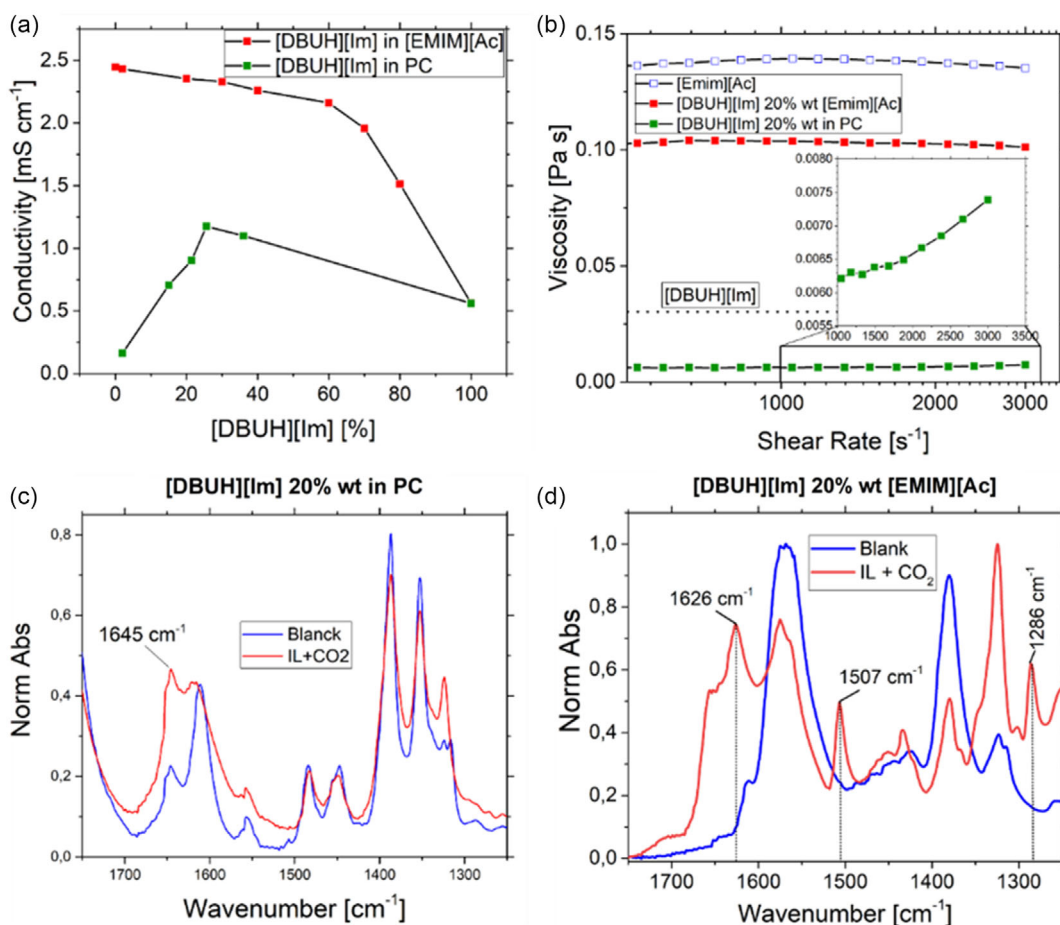 (a)
[DBUH][Im] in [EMIM][Ac]
[DBUH][Im] in PC
Conductivity [mS cm⁻¹]
2.5
2.0
1.5
1.0
0.5
0.0
0 20 40 60 80 100
[DBUH][Im] [%]
(b)
[Emim][Ac]
[DBUH][Im] 20% wt [Emim][Ac]
[DBUH][Im] 20% wt in PC
Viscosity [Pa s]
0.15
0.10
0.05
0.00
[DBUH][Im]
0.0080
0.0075
0.0070
0.0065
0.0060
0.0055
1000 1500 2000 2500 3000 3500
1000 2000 3000
Shear Rate [s⁻¹]
(c)
[DBUH][Im] 20% wt in PC
1645 cm⁻¹
Blanck
IL+CO2
Norm Abs
0,8
0,6
0,4
0,2
0,0
1700 1600 1500 1400 1300
Wavenumber [cm⁻¹]
(d)
[DBUH][Im] 20% wt [EMIM][Ac]
Blank
IL + CO₂
1626 cm⁻¹
1507 cm⁻¹
1286 cm⁻¹
Norm Abs
1,0
0,8
0,6
0,4
0,2
0,0
1700 1600 1500 1400 1300
Wavenumber [cm⁻¹]